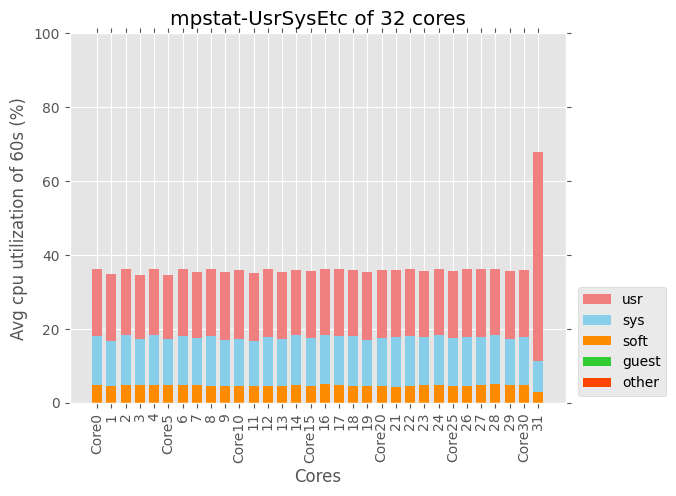 mpstat-UsrSysEtc of 32 cores
Avg cpu utilization of 60s (%)
100
80
60
40
20
0
Core0
1
2
3
4
Core5
6
7
8
9
Core10
11
12
13
14
Core15
16
17
18
19
Core20
21
22
23
24
Core25
26
27
28
29
Core30
31
Cores
usr
sys
soft
guest
other